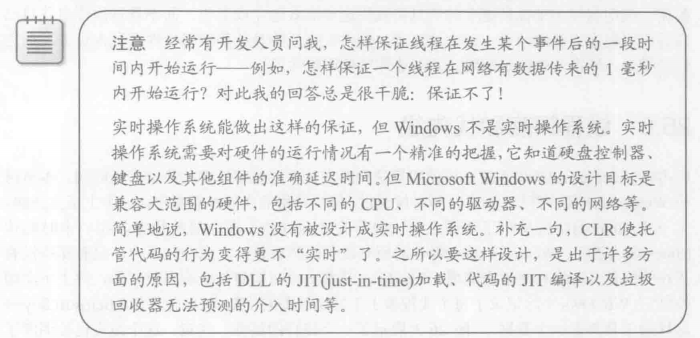 注意 经常有开发人员问我，怎样保证线程在发生某个事件后的一段时
间内开始运行——例如，怎样保证一个线程在网络有数据传来的 1 毫秒
内开始运行？对此我的回答总是很干脆：保证不了！
实时操作系统能做出这样的保证，但 Windows 不是实时操作系统。实时
操作系统需要对硬件的运行情况有一个精准的把握，它知道硬盘控制器、
键盘以及其他组件的准确延迟时间。但 Microsoft Windows 的设计目标是
兼容大范围的硬件，包括不同的 CPU、不同的驱动器、不同的网络等。
简单地说，Windows 没有被设计成实时操作系统。补充一句，CLR 使托
管代码的行为变得更不“实时”了。之所以要这样设计，是出于许多方
面的原因，包括 DLL 的 JIT(just-in-time)加载、代码的 JIT 编译以及垃圾
回收器无法预测的介入时间等。